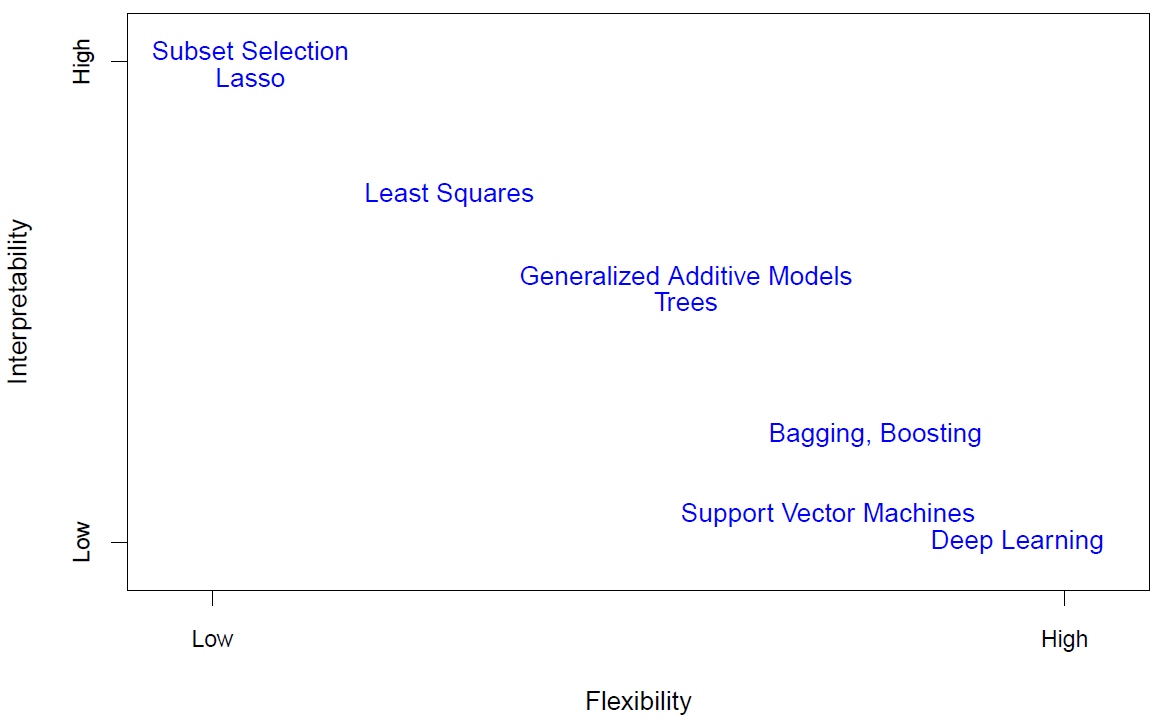 High
Subset Selection
Lasso
Least Squares
Interpretability
Generalized Additive Models
Trees
Bagging, Boosting
Support Vector Machines
Low
Deep Learning
Low
High
Flexibility